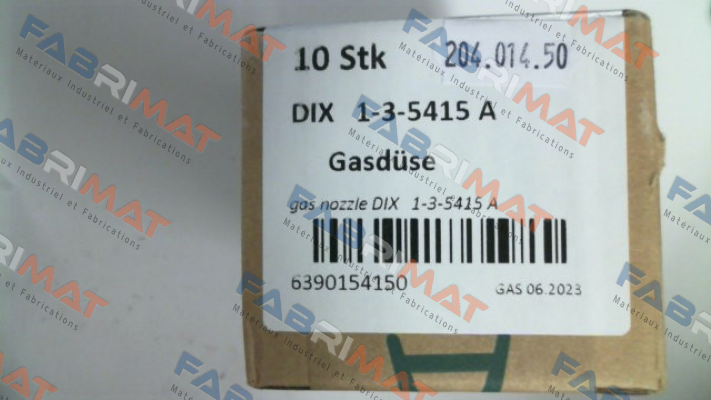 10 Stk 204.014.50
DIX 1-3-5415 A
Gasdüse
gas nozzle DIX 1-3-5415 A
6390154150 GAS 06.2023
FABRIMAT
Materiaux Industriel et Fabrications